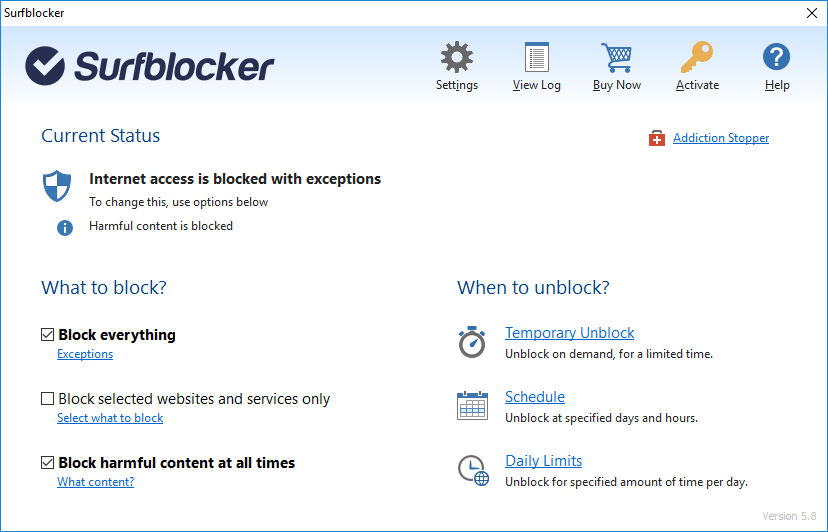 Surfblocker
Surfblocker
Settings
View Log
Buy Now
Activate
Help
Current Status
Addiction Stopper
Internet access is blocked with exceptions
To change this, use options below
Harmful content is blocked
What to block?
Block everything
Exceptions
Block selected websites and services only
Select what to block
Block harmful content at all times
What content?
When to unblock?
Temporary Unblock
Unblock on demand, for a limited time.
Schedule
Unblock at specified days and hours.
Daily Limits
Unblock for specified amount of time per day.
Version 5.8